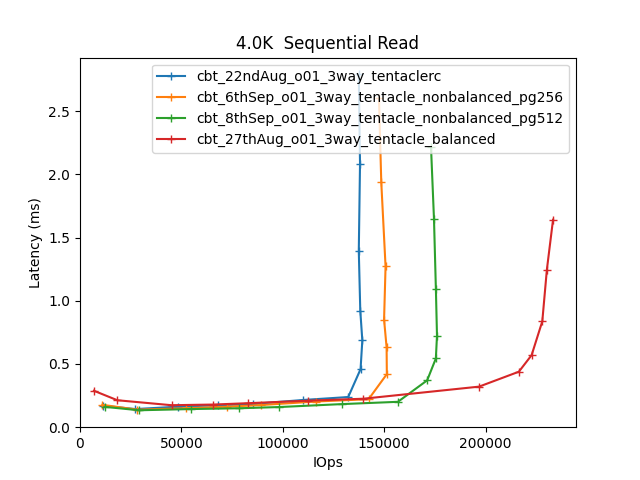 4.0K  Sequential Read
cbt_22ndAug_o01_3way_tentaclerc
cbt_6thSep_o01_3way_tentacle_nonbalanced_pg256
cbt_8thSep_o01_3way_tentacle_nonbalanced_pg512
cbt_27thAug_o01_3way_tentacle_balanced
2.5
2.0
1.5
1.0
0.5
0.0
Latency (ms)
0 50000 100000 150000 200000
IOps